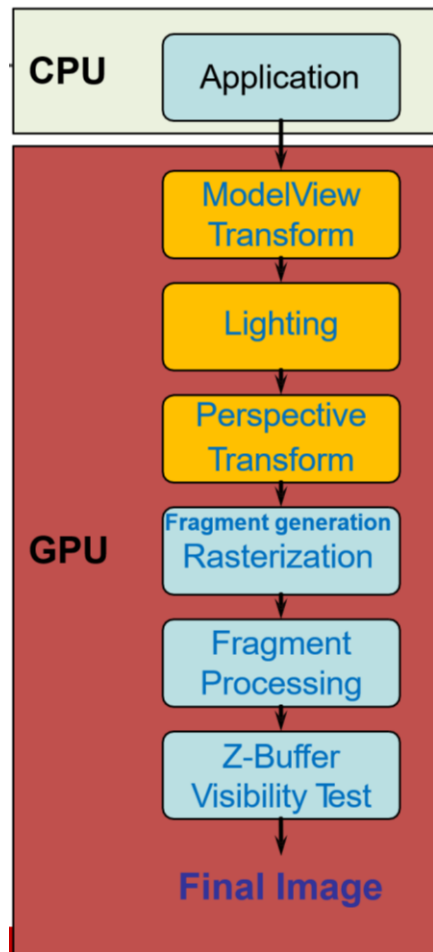 CPU
Application
ModelView
Transform
Lighting
Perspective
Transform
Fragment generation
GPU
Rasterization
Fragment
Processing
Z-Buffer
Visibility Test
Final Image